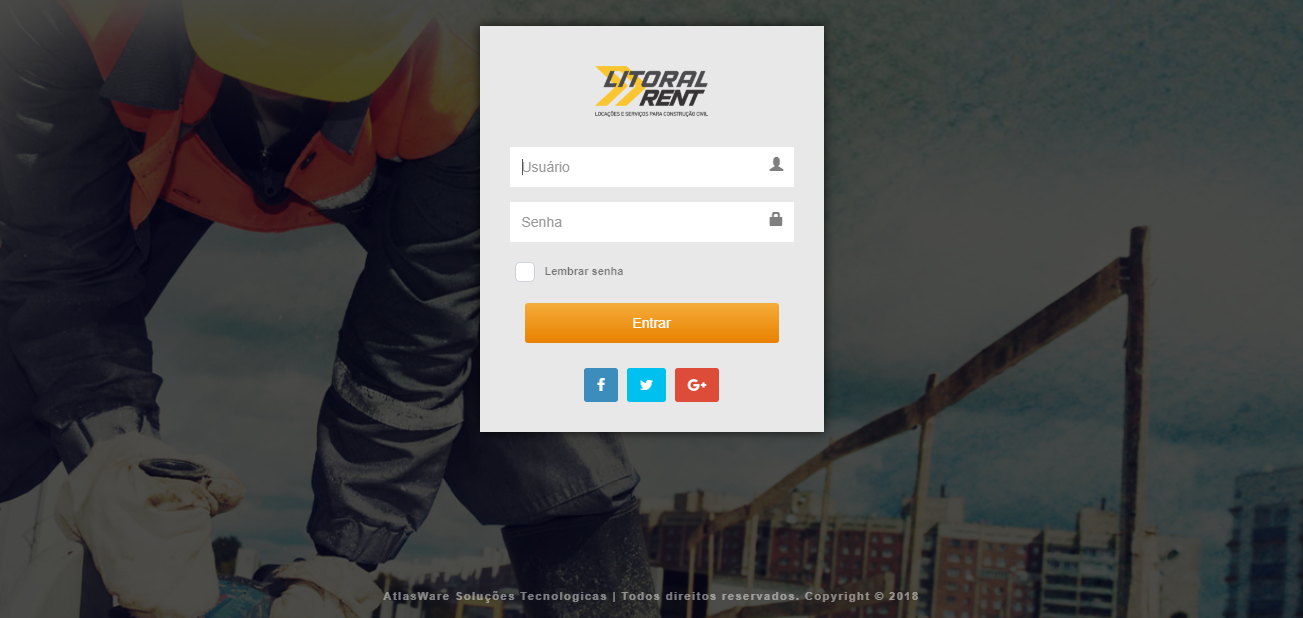 LITORAL
RENT
LOCAÇÕES E SERVIÇOS PARA CONSTRUÇÃO CIVIL
Usuário
Senha
Lembrar senha
Entrar
AtlasWare Soluções Tecnologicas | Todos direitos reservados. Copyright © 2018